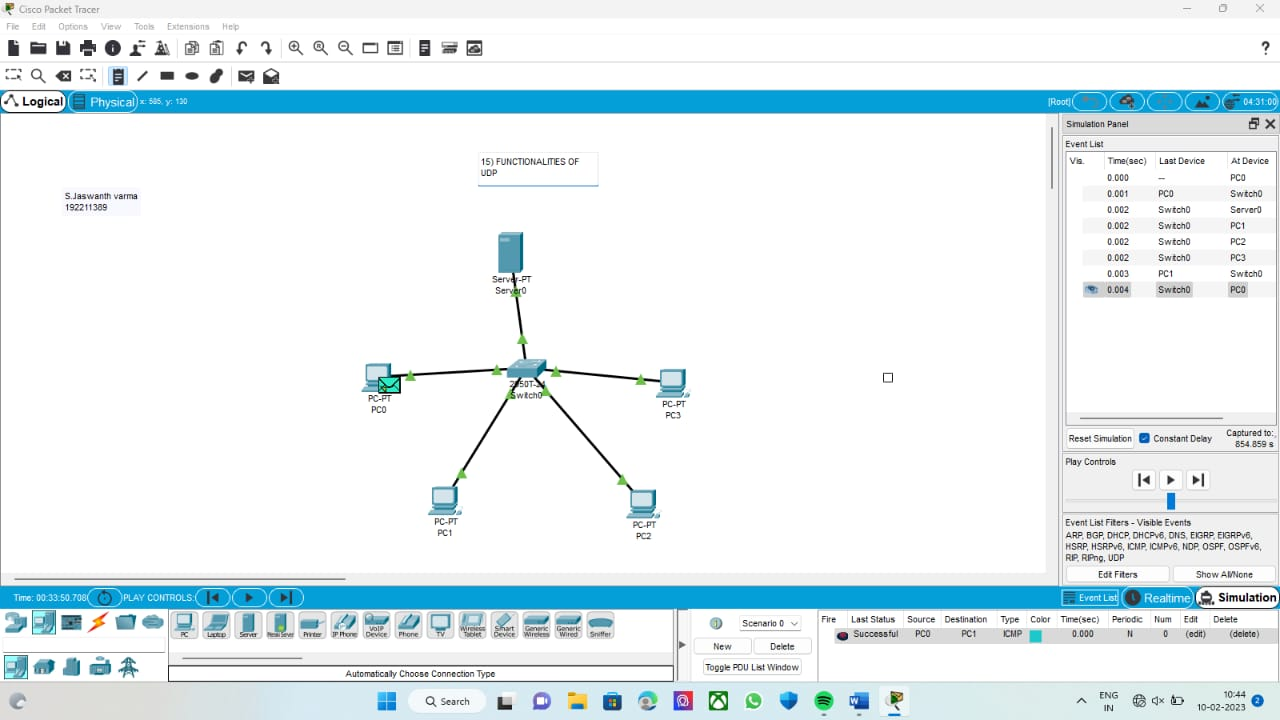 Cisco Packet Tracer
File Edit Options View Tools Extensions Help
?
Logical Physical x: 585, y: 130 [Root] 04:31:00
Simulation Panel
Event List
Vis. Time(sec) Last Device At Device
0.000 -- PC0
0.001 PC0 Switch0
0.002 Switch0 Server0
0.002 Switch0 PC1
0.002 Switch0 PC2
0.002 Switch0 PC3
0.003 PC1 Switch0
0.004 Switch0 PC0
Reset Simulation Constant Delay Captured to:
854.859 s
Play Controls
Event List Filters - Visible Events
ARP, BGP, DHCP, DHCPv6, DNS, EIGRP, EIGRPv6,
HSRP, HSRPv6, ICMP, ICMPv6, NDP, OSPF, OSPFv6,
RIP, RIPng, UDP
Edit Filters Show All/None
15) FUNCTIONALITIES OF
UDP
S.Jaswanth varma
192211389
Server-PT
Server0
2950T-24
Switch0
PC-PT
PC0
PC-PT
PC3
PC-PT
PC1
PC-PT
PC2
Time: 00:33:50.708 PLAY CONTROLS: Event List Realtime Simulation
PC Laptop Server Printer IP Phone VoIP Device Phone TV Wireless Tablet Smart Device Generic Wireless Generic Wired Sniffer
Automatically Choose Connection Type
Scenario 0
New Delete
Toggle PDU List Window
Fire Last Status Source Destination Type Color Time(sec) Periodic Num Edit Delete
Successful PC0 PC1 ICMP 0.000 N 0 (edit) (delete)
Search
ENG
IN
10:44
10-02-2023
2